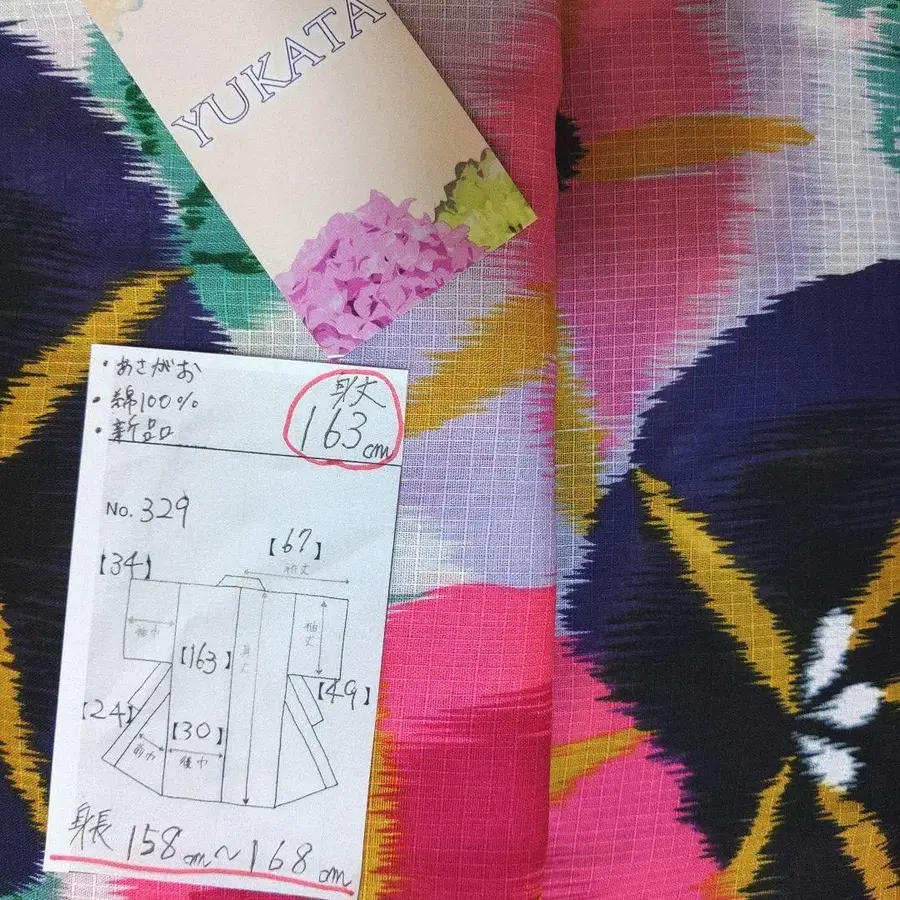 YUKATA
・あさがお
・綿100%
・新品
身丈
163cm
No. 329
【67】
裄丈
【34】
袖巾
袖丈
【163】
身丈
【49】
【24】
【30】
前巾
後巾
身長 158cm~168cm